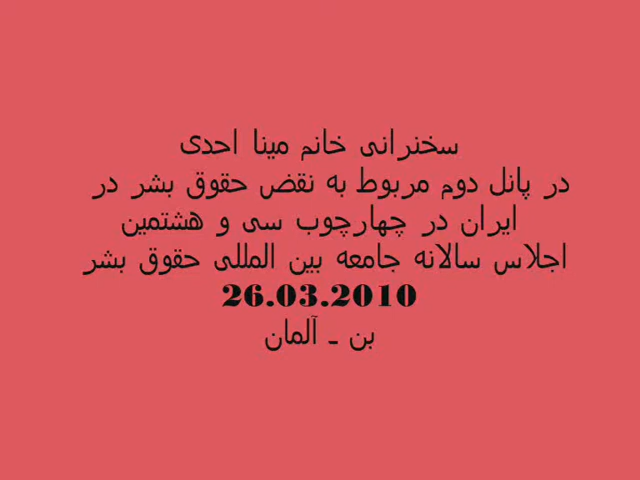 سخنرانی خانم مینا احدی
در پانل دوم مربوط به نقض حقوق بشر در
ایران در چهارچوب سی و هشتمین
اجلاس سالانه جامعه بین المللی حقوق بشر
26.03.2010
بن - آلمان